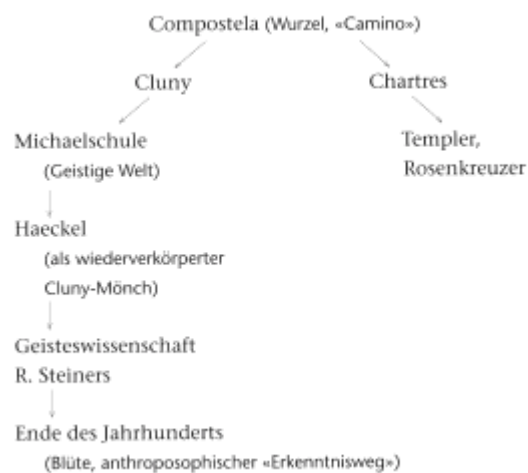 Compostela (Wurzel, «Camino»)
Cluny
Chartres
Michaelschule
(Geistige Welt)
Templer,
Rosenkreuzer
Haeckel
(als wiederverkörperter
Cluny-Mönch)
Geisteswissenschaft
R. Steiners
Ende des Jahrhunderts
(Blüte, anthroposophischer «Erkenntnisweg»)